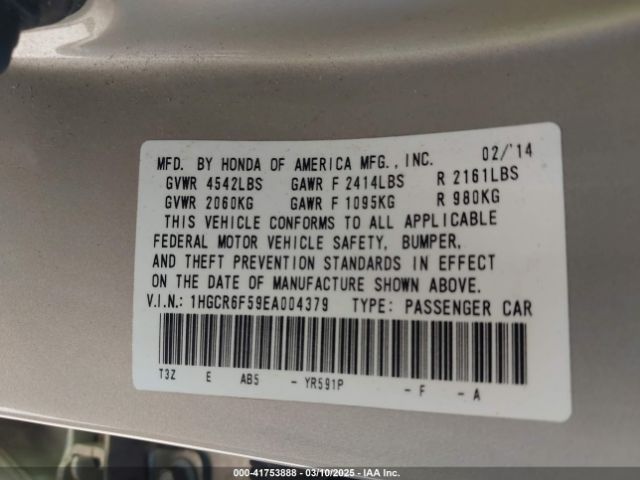 MFD. BY HONDA OF AMERICA MFG., INC. 02/'14
GVWR 4542LBS GAWR F 2414LBS R 2161LBS
GVWR 2060KG GAWR F 1095KG R 980KG
THIS VEHICLE CONFORMS TO ALL APPLICABLE
FEDERAL MOTOR VEHICLE SAFETY, BUMPER,
AND THEFT PREVENTION STANDARDS IN EFFECT
ON THE DATE OF MANUFACTURE SHOWN ABOVE.
V.I.N.: 1HGCR6F59EA004379 TYPE: PASSENGER CAR
T3Z E AB5 - YR591P - F - A
000-41753888 - 03/10/2025 - IAA Inc.